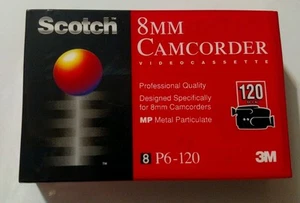 Scotch
8MM
CAMCORDER
VIDEOCASSETTE
Professional Quality
Designed Specifically
for 8mm Camcorders
MP Metal Particulate
120
8 P6-120
3M